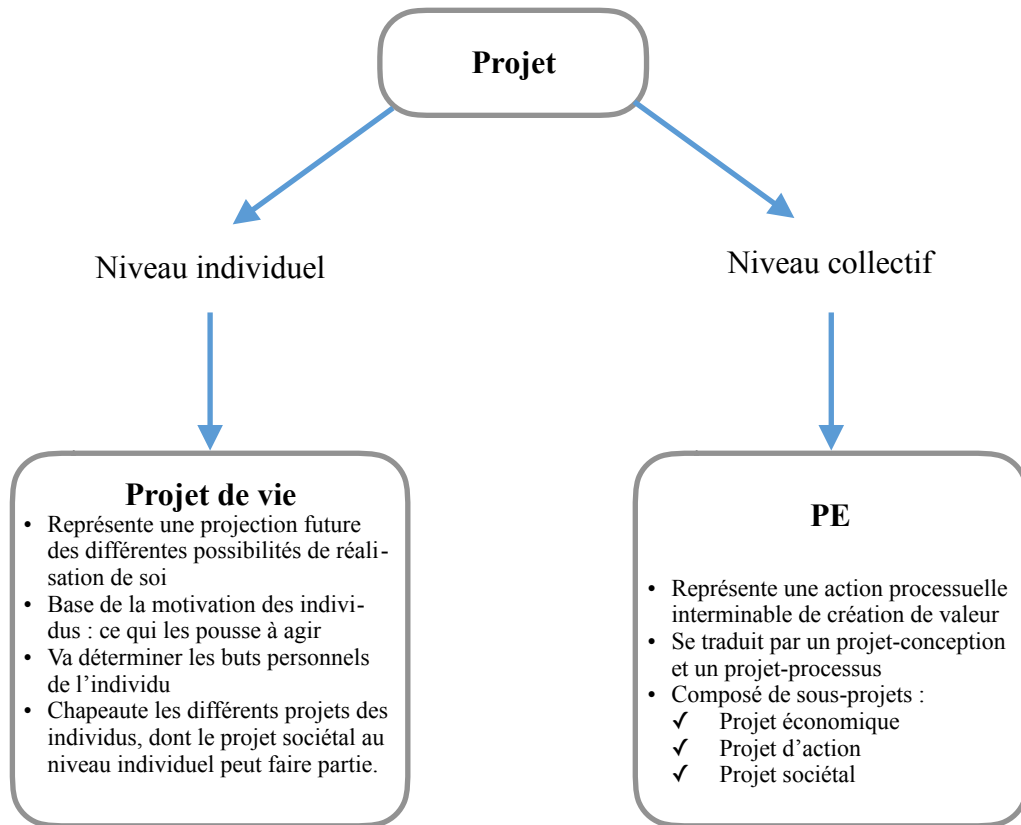 Projet
Niveau individuel
Niveau collectif
Projet de vie
• Représente une projection future
des différentes possibilités de réali-
sation de soi
• Base de la motivation des indivi-
dus : ce qui les pousse à agir
• Va déterminer les buts personnels
de l’individu
• Chapeaute les différents projets des
individus, dont le projet sociétal au
niveau individuel peut faire partie.
PE
• Représente une action processuelle
interminable de création de valeur
• Se traduit par un projet-conception
et un projet-processus
• Composé de sous-projets :
✓ Projet économique
✓ Projet d’action
✓ Projet sociétal